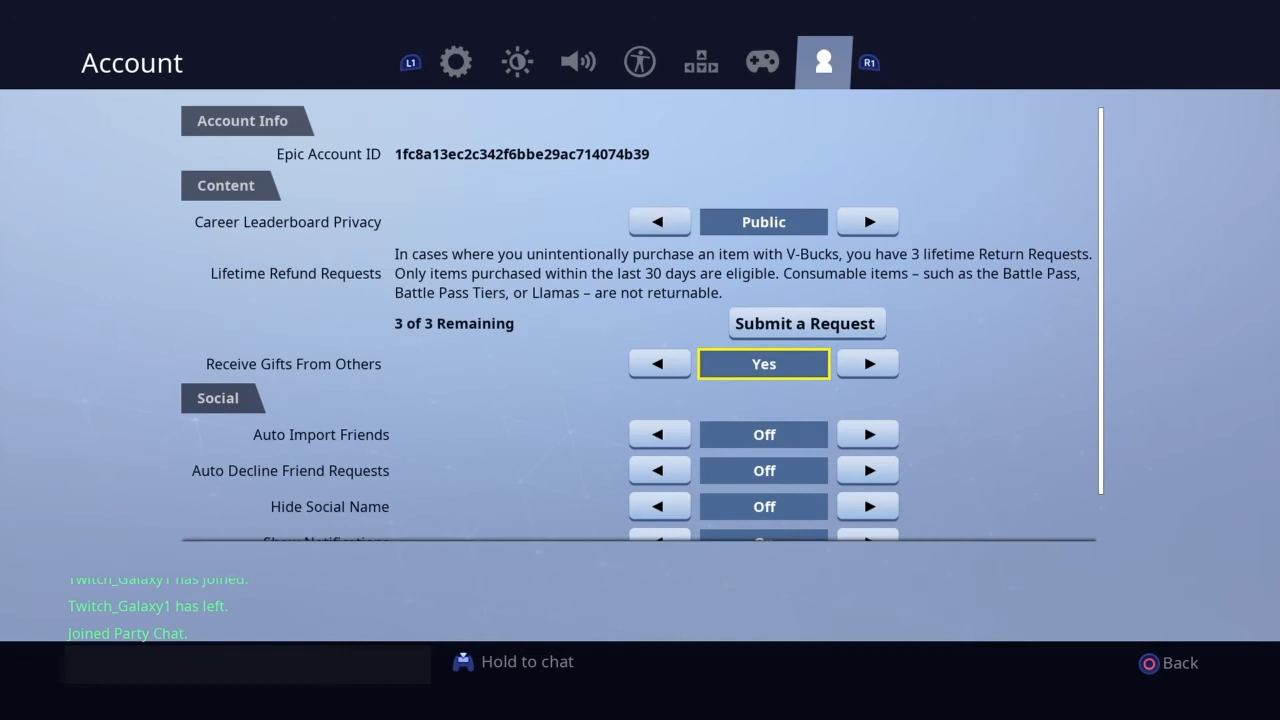 Account
L1
R1
Account Info
Epic Account ID 1fc8a13ec2c342f6bbe29ac714074b39
Content
Career Leaderboard Privacy Public
In cases where you unintentionally purchase an item with V-Bucks, you have 3 lifetime Return Requests.
Lifetime Refund Requests Only items purchased within the last 30 days are eligible. Consumable items – such as the Battle Pass,
Battle Pass Tiers, or Llamas – are not returnable.
3 of 3 Remaining Submit a Request
Receive Gifts From Others Yes
Social
Auto Import Friends Off
Auto Decline Friend Requests Off
Hide Social Name Off
Show Notifications On
Twitch_Galaxy1 has joined.
Twitch_Galaxy1 has left.
Joined Party Chat.
Hold to chat
Back